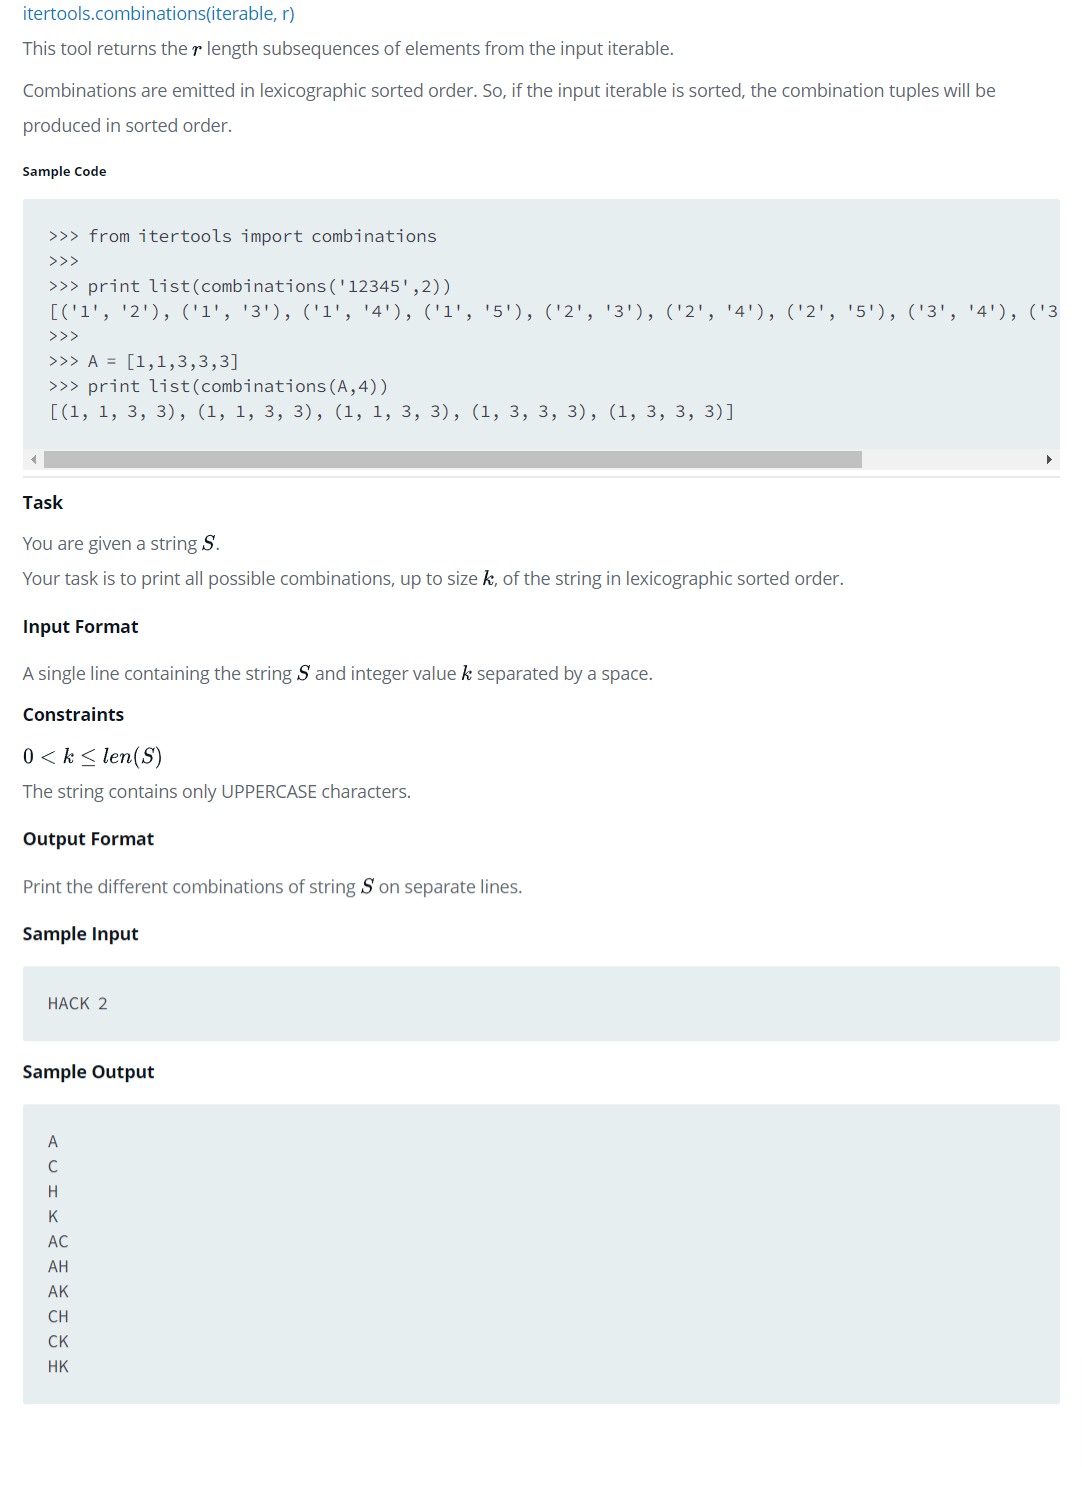 itertools.combinations(iterable, r)
This tool returns the r length subsequences of elements from the input iterable.
Combinations are emitted in lexicographic sorted order. So, if the input iterable is sorted, the combination tuples will be
produced in sorted order.
Sample Code
>>> from itertools import combinations
>>>
>>> print list(combinations('12345',2))
[('1', '2'), ('1', '3'), ('1', '4'), ('1', '5'), ('2', '3'), ('2', '4'), ('2', '5'), ('3', '4'), ('3
>>>
>>> A = [1,1,3,3,3]
>>> print list(combinations(A,4))
[(1, 1, 3, 3), (1, 1, 3, 3), (1, 1, 3, 3), (1, 3, 3, 3), (1, 3, 3, 3)]
Task
You are given a string S.
Your task is to print all possible combinations, up to size k, of the string in lexicographic sorted order.
Input Format
A single line containing the string S and integer value k separated by a space.
Constraints
0 < k ≤ len(S)
The string contains only UPPERCASE characters.
Output Format
Print the different combinations of string S on separate lines.
Sample Input
HACK 2
Sample Output
A
C
H
K
AC
AH
AK
CH
CK
HK